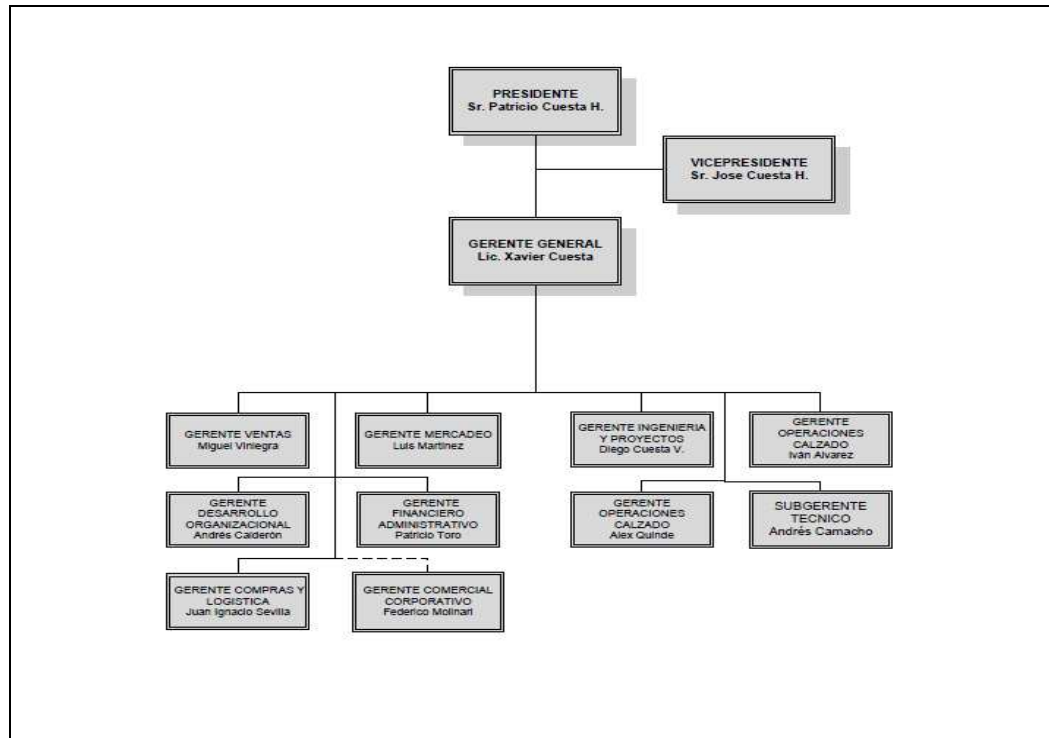 PRESIDENTE
Sr. Patricio Cuesta H.
VICEPRESIDENTE
Sr. Jose Cuesta H.
GERENTE GENERAL
Lic. Xavier Cuesta
GERENTE VENTAS
Miguel Viniegra
GERENTE MERCADEO
Luis Martínez
GERENTE INGENIERIA
Y PROYECTOS
Diego Cuesta V.
GERENTE
OPERACIONES
CALZADO
Iván Alvarez
GERENTE
DESARROLLO
ORGANIZACIONAL
Andrés Calderón
GERENTE
FINANCIERO
ADMINISTRATIVO
Patricio Toro
GERENTE
OPERACIONES
CALZADO
Alex Quinde
SUBGERENTE
TECNICO
Andrés Camacho
GERENTE COMPRAS Y
LOGISTICA
Juan Ignacio Sevilla
GERENTE COMERCIAL
CORPORATIVO
Federico Molinari